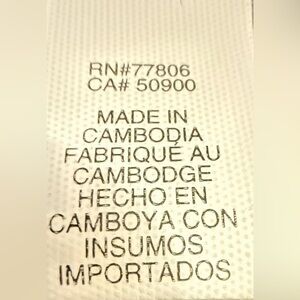 RN#77806
CA# 50900
MADE IN
CAMBODIA
FABRIQUÉ AU
CAMBODGE
HECHO EN
CAMBOYA CON
INSUMOS
IMPORTADOS